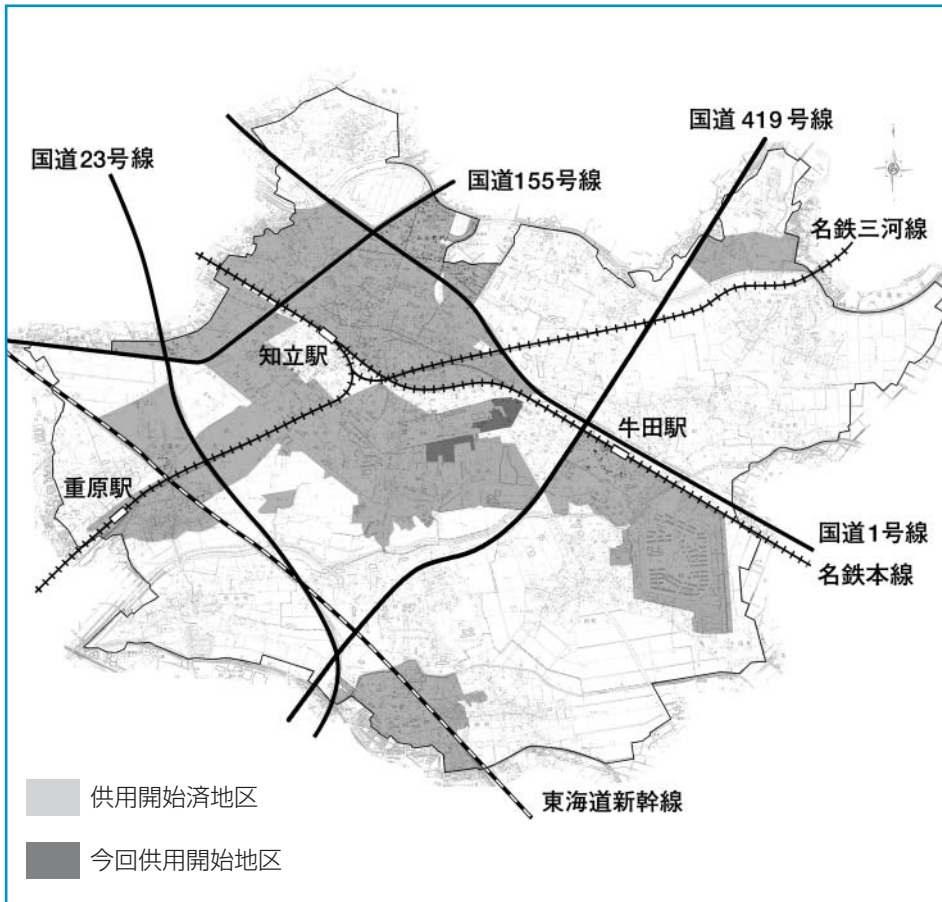 国道419号線
国道23号線
国道155号線
名鉄三河線
知立駅
牛田駅
重原駅
国道1号線
名鉄本線
東海道新幹線
供用開始済地区
今回供用開始地区